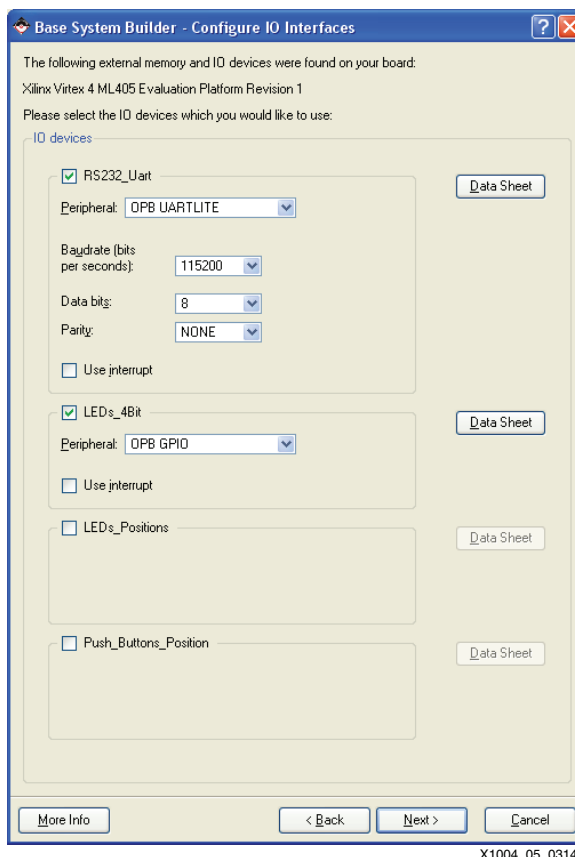 Base System Builder - Configure IO Interfaces
The following external memory and IO devices were found on your board:
Xilinx Virtex 4 ML405 Evaluation Platform Revision 1
Please select the IO devices which you would like to use:
IO devices
RS232_Uart
Data Sheet
Peripheral: OPB UARTLITE
Baudrate (bits
per seconds): 115200
Data bits: 8
Parity: NONE
Use interrupt
LEDs_4Bit
Data Sheet
Peripheral: OPB GPIO
Use interrupt
LEDs_Positions
Data Sheet
Push_Buttons_Position
Data Sheet
More Info < Back Next > Cancel
X1004_05_0314